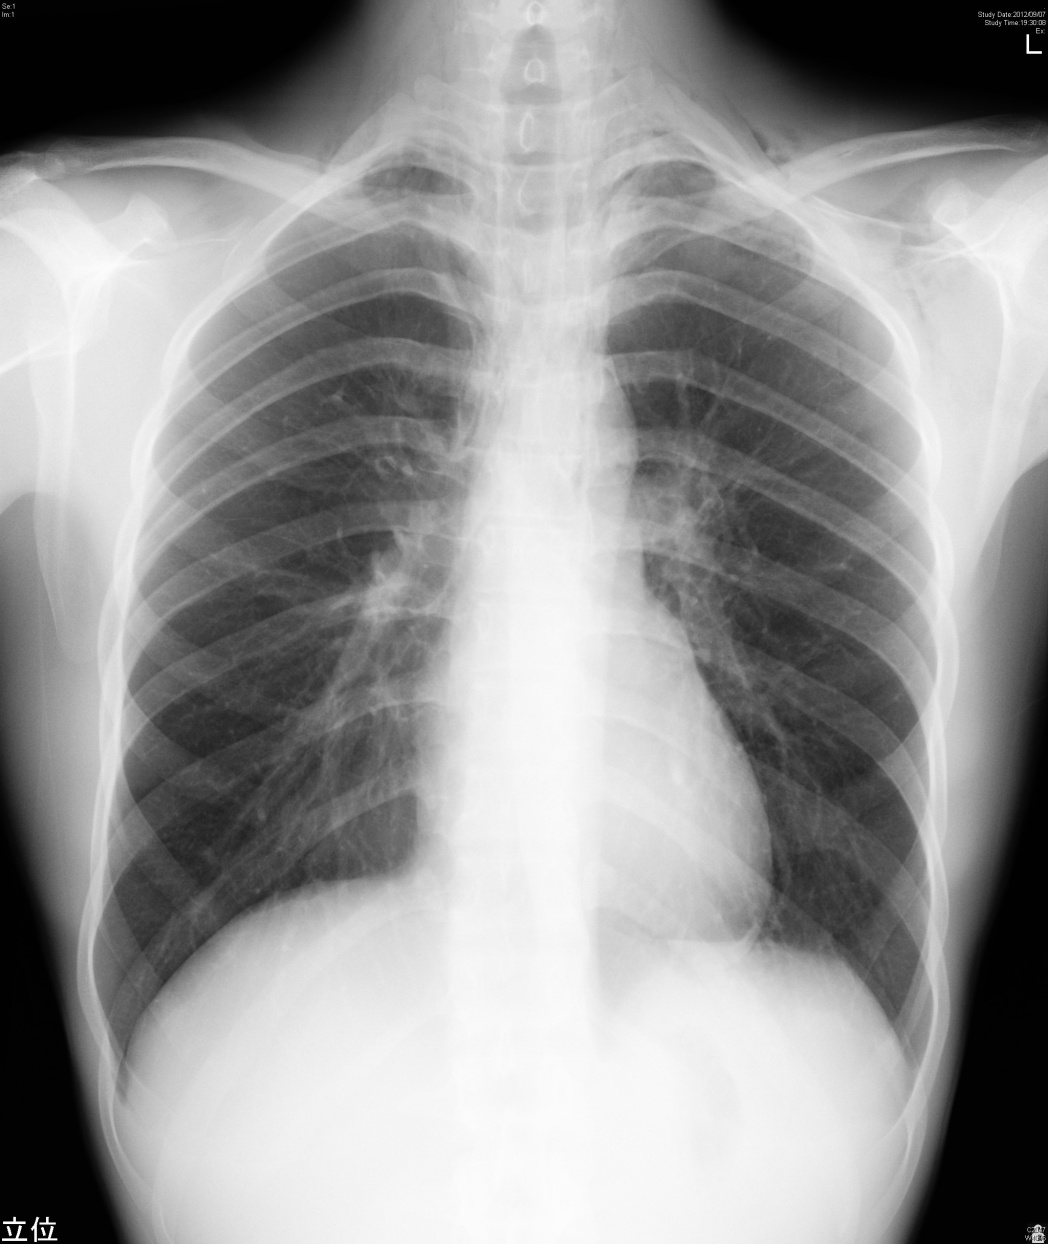 Se:1
Im:1
Study Date:2012/09/07
Study Time:19:30:08
Ex:
L
立位